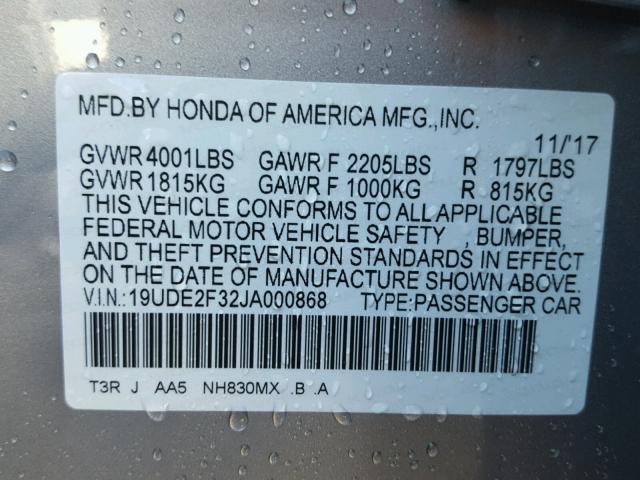 MFD.BY HONDA OF AMERICA MFG.,INC.
11/'17
GVWR 4001LBS GAWR F 2205LBS R 1797LBS
GVWR 1815KG GAWR F 1000KG R 815KG
THIS VEHICLE CONFORMS TO ALL APPLICABLE
FEDERAL MOTOR VEHICLE SAFETY , BUMPER,
AND THEFT PREVENTION STANDARDS IN EFFECT
ON THE DATE OF MANUFACTURE SHOWN ABOVE.
V.I.N.:19UDE2F32JA000868 TYPE:PASSENGER CAR
T3R J AA5 NH830MX .B .A